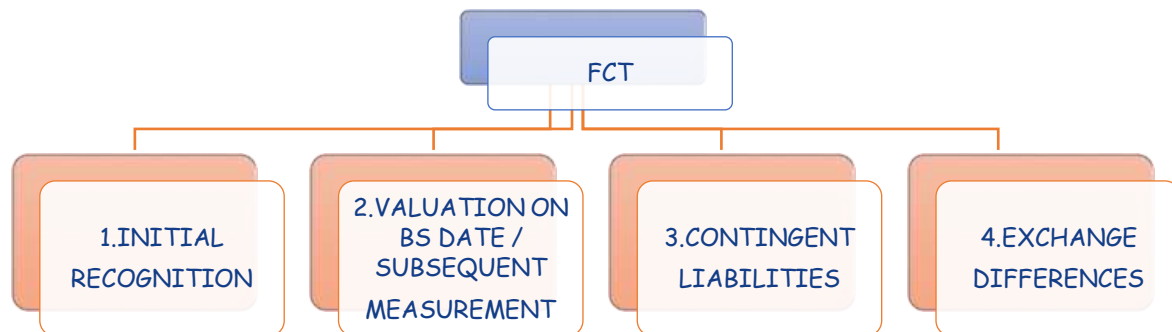 FCT
1.INITIAL
RECOGNITION
2.VALUATION ON
BS DATE /
SUBSEQUENT
MEASUREMENT
3.CONTINGENT
LIABILITIES
4.EXCHANGE
DIFFERENCES